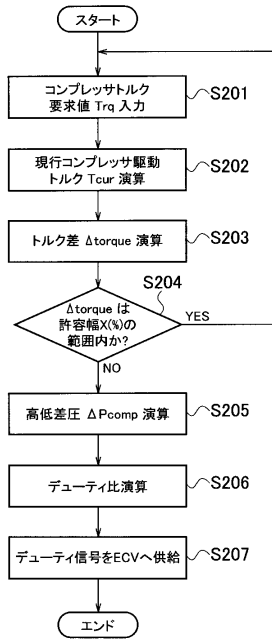 スタート
コンプレッサトルク
要求値 Trq 入力
S201
現行コンプレッサ駆動
トルク Tcur 演算
S202
トルク差 Δtorque 演算
S203
S204
Δtorque は
許容幅X(%)の
範囲内か?
YES
NO
高低差圧 ΔPcomp 演算
S205
デューティ比演算
S206
デューティ信号をECVへ供給
S207
エンド